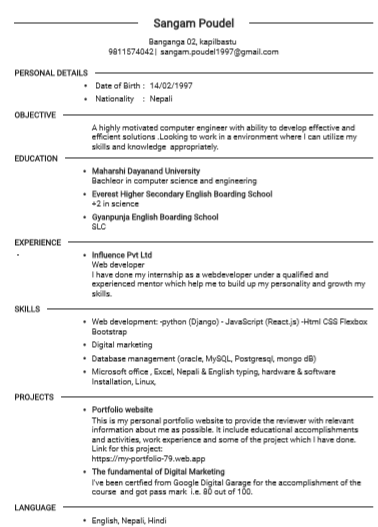 Sangam Poudel
Banganga 02, kapilbastu
9811574042| sangam.poudel1997@gmail.com
PERSONAL DETAILS
• Date of Birth : 14/02/1997
• Nationality : Nepali
OBJECTIVE
A highly motivated computer engineer with ability to develop effective and
efficient solutions .Looking to work in a environment where I can utilize my
skills and knowledge appropriately.
EDUCATION
• Maharshi Dayanand University
Bachleor in computer science and engineering
• Everest Higher Secondary English Boarding School
+2 in science
• Gyanpunja English Boarding School
SLC
EXPERIENCE
• Influence Pvt Ltd
Web developer
I have done my internship as a webdeveloper under a qualified and
experienced mentor which help me to build up my personality and growth my
skills.
SKILLS
• Web development: -python (Django) - JavaScript (React.js) -Html CSS Flexbox
Bootstrap
• Digital marketing
• Database management (oracle, MySQL, Postgresql, mongo dB)
• Microsoft office , Excel, Nepali & English typing, hardware & software
Installation, Linux,
PROJECTS
• Portfolio website
This is my personal portfolio website to provide the reviewer with relevant
information about me as possible. It include educational accomplishments
and activities, work experience and some of the project which I have done.
Link for this project:
https://my-portfolio-79.web.app
• The fundamental of Digital Marketing
I've been certfied from Google Digital Garage for the accomplishment of the
course and got pass mark i.e. 80 out of 100.
LANGUAGE
• English, Nepali, Hindi